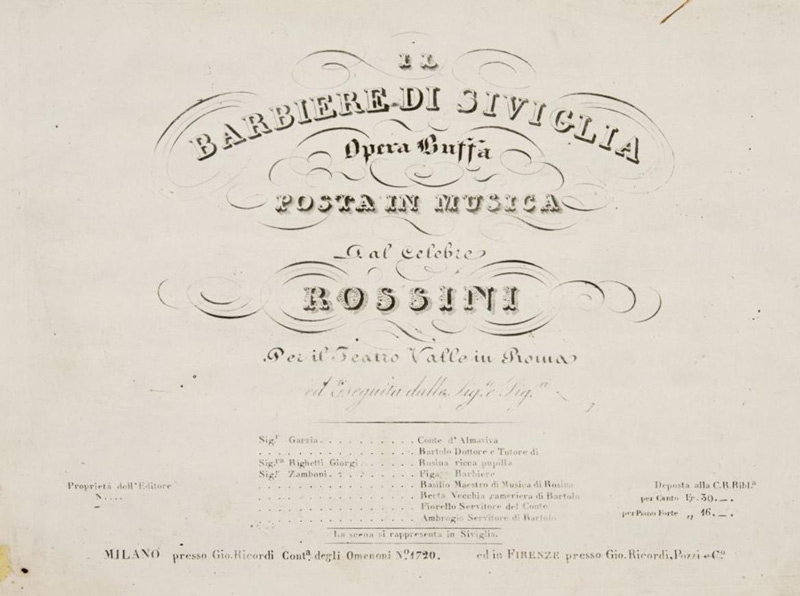 IL
BARBIERE DI SIVIGLIA
Opera Buffa
POSTA IN MUSICA
Dal Celebre
ROSSINI
Per il Teatro Valle in Roma
ed Eseguita dalli Sig.ri e Sig.re
Sig.r Garzia . . . . . . . . . . Conte d'Almaviva
. . . . . . . . . . Bartolo Dottore e Tutore di
Sig.ra Righetti Giorgi . . . . . . Rosina ricca pupilla
Sig.r Zamboni . . . . . . . . . Figaro Barbiere
. . . . . . . . . . Basilio Maestro di Musica di Rosina
. . . . . . . . . . Berta Vecchia cameriera di Bartolo
. . . . . . . . . . Fiorello Servitore del Conte
. . . . . . . . . . Ambrogio Servitore di Bartolo
Proprietà dell'Editore
N. . . .
Deposta alla C.R.Bibl.a
per Canto Fr. 30._.
per Piano Forte „ 16._.
La scena si rappresenta in Siviglia.
MILANO presso Gio. Ricordi Conta. degli Omenoni No. 1720. ed in FIRENZE presso Gio. Ricordi, Pozzi e Co.